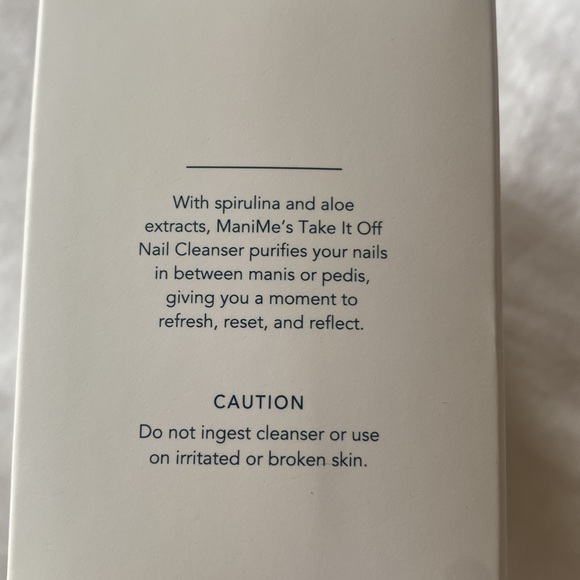 With spirulina and aloe
extracts, ManiMe's Take It Off
Nail Cleanser purifies your nails
in between manis or pedis,
giving you a moment to
refresh, reset, and reflect.
CAUTION
Do not ingest cleanser or use
on irritated or broken skin.